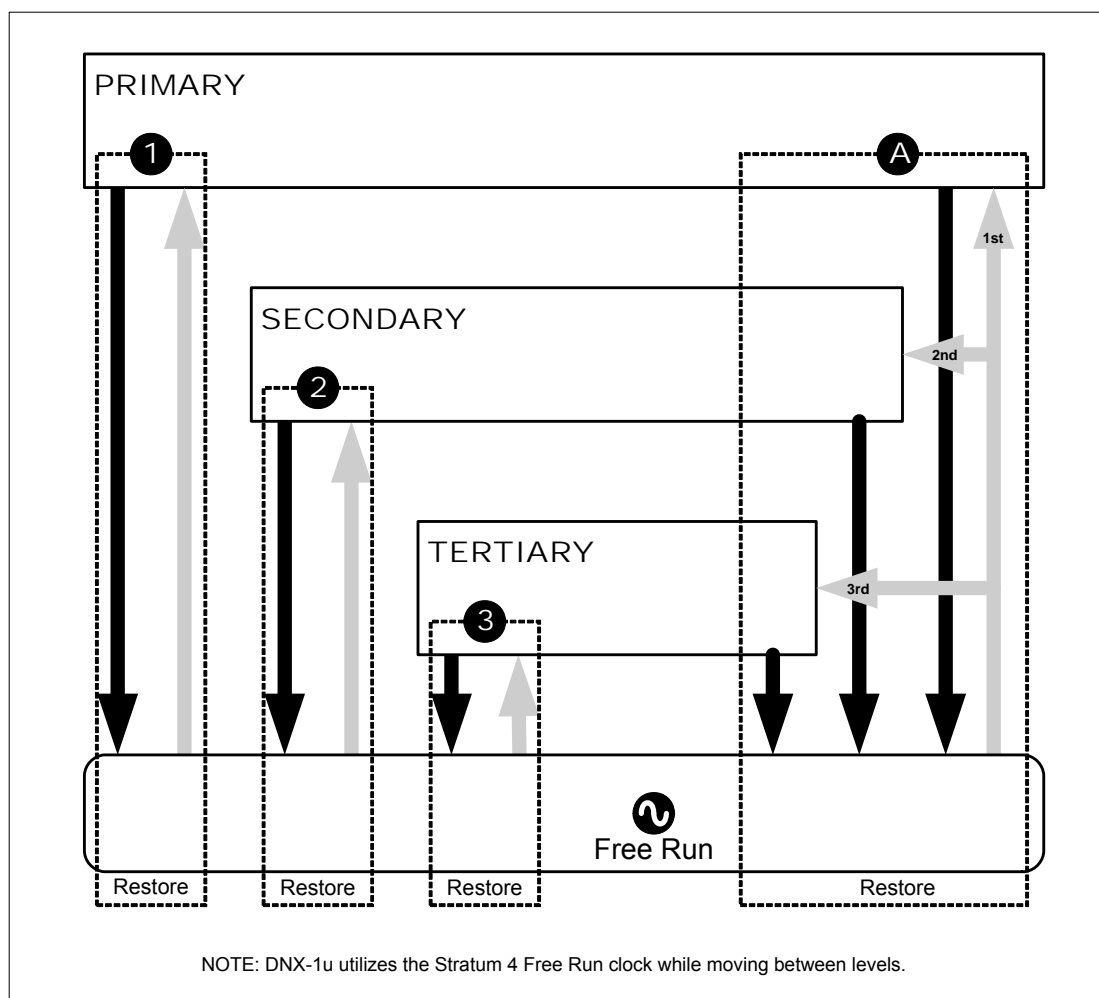 PRIMARY
1
A
1st
SECONDARY
2nd
2
TERTIARY
3rd
3
Free Run
Restore Restore Restore Restore
NOTE: DNX-1u utilizes the Stratum 4 Free Run clock while moving between levels.